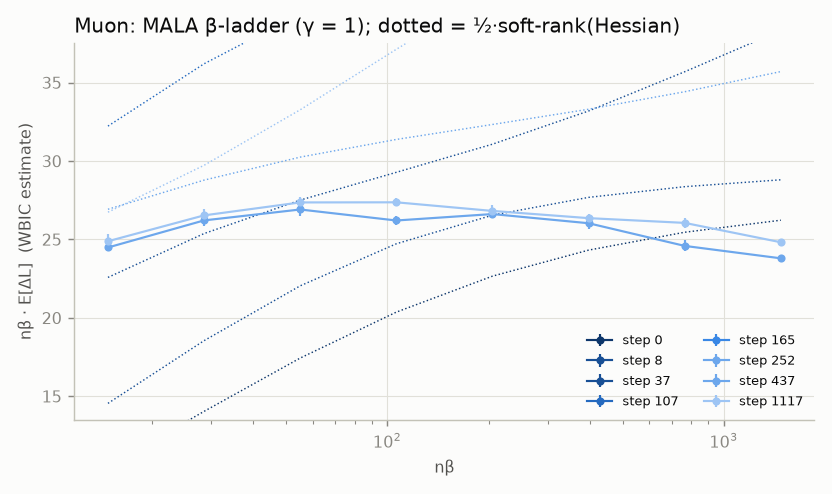 Muon: MALA β-ladder (γ = 1); dotted = ½·soft-rank(Hessian)
nβ · E[ΔL] (WBIC estimate)
35
30
25
20
15
step 0
step 8
step 37
step 107
step 165
step 252
step 437
step 1117
10²
10³
nβ